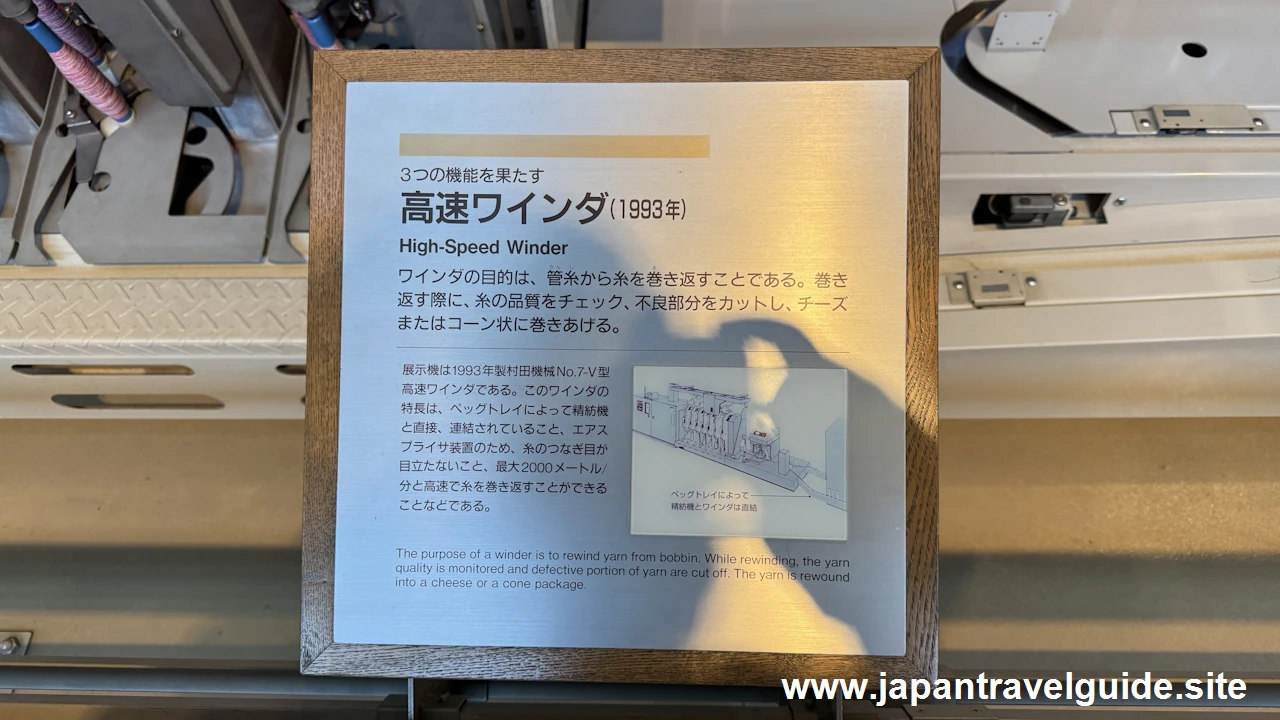 3つの機能を果たす
高速ワインダ(1993年)
High-Speed Winder
ワインダの目的は、管糸から糸を巻き返すことである。巻き
返す際に、糸の品質をチェック、不良部分をカットし、チーズ
またはコーン状に巻きあげる。
展示機は1993年製村田機械No.7-V型
高速ワインダである。このワインダの
特長は、ペッグトレイによって精紡機
と直接、連結されていること、エアス
プライサ装置のため、糸のつなぎ目が
目立たないこと、最大2000メートル/
分と高速で糸を巻き返すことができる
ことなどである。
ペッグトレイによって
精紡機とワインダは直結
The purpose of a winder is to rewind yarn from bobbin. While rewinding, the yarn
quality is monitored and defective portion of yarn are cut off. The yarn is rewound
into a cheese or a cone package.
www.japantravelguide.site